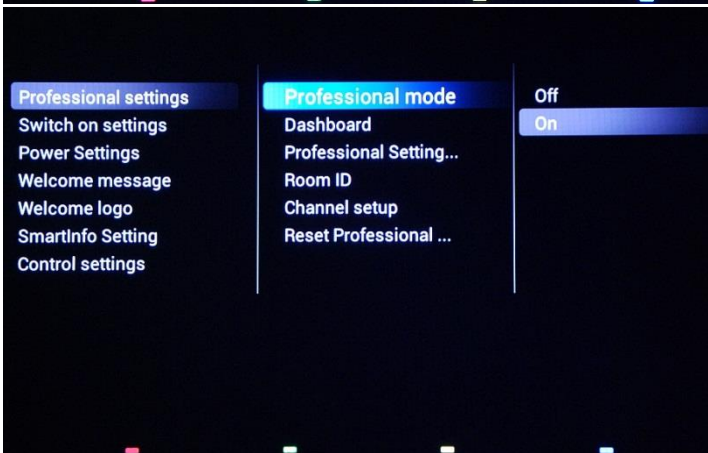 Professional settings
Switch on settings
Power Settings
Welcome message
Welcome logo
SmartInfo Setting
Control settings
Professional mode
Dashboard
Professional Setting...
Room ID
Channel setup
Reset Professional ...
Off
On